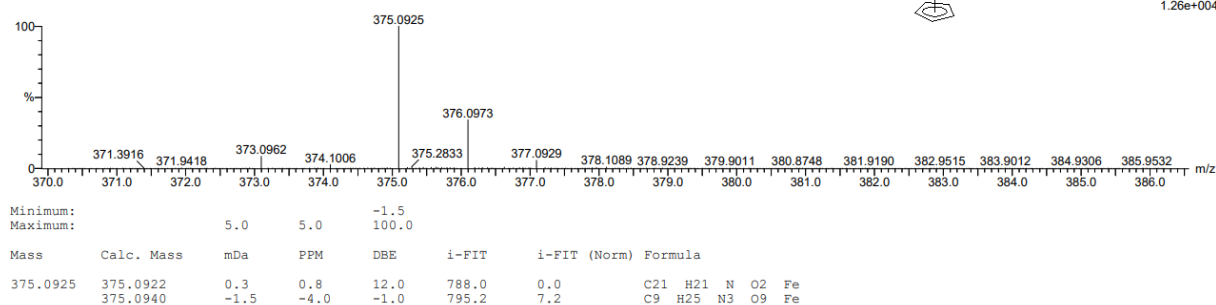 1.26e+004
100
375.0925
%
376.0973
371.3916
371.9418
373.0962
374.1006
375.2833
377.0929
378.1089
378.9239
379.9011
380.8748
381.9190
382.9515
383.9012
384.9306
385.9532
0
m/z
370.0 371.0 372.0 373.0 374.0 375.0 376.0 377.0 378.0 379.0 380.0 381.0 382.0 383.0 384.0 385.0 386.0
Minimum: -1.5
Maximum: 5.0 5.0 100.0
Mass Calc. Mass mDa PPM DBE i-FIT i-FIT (Norm) Formula
375.0925 375.0922 0.3 0.8 12.0 788.0 0.0 C21 H21 N O2 Fe
375.0940 -1.5 -4.0 -1.0 795.2 7.2 C9 H25 N3 O9 Fe